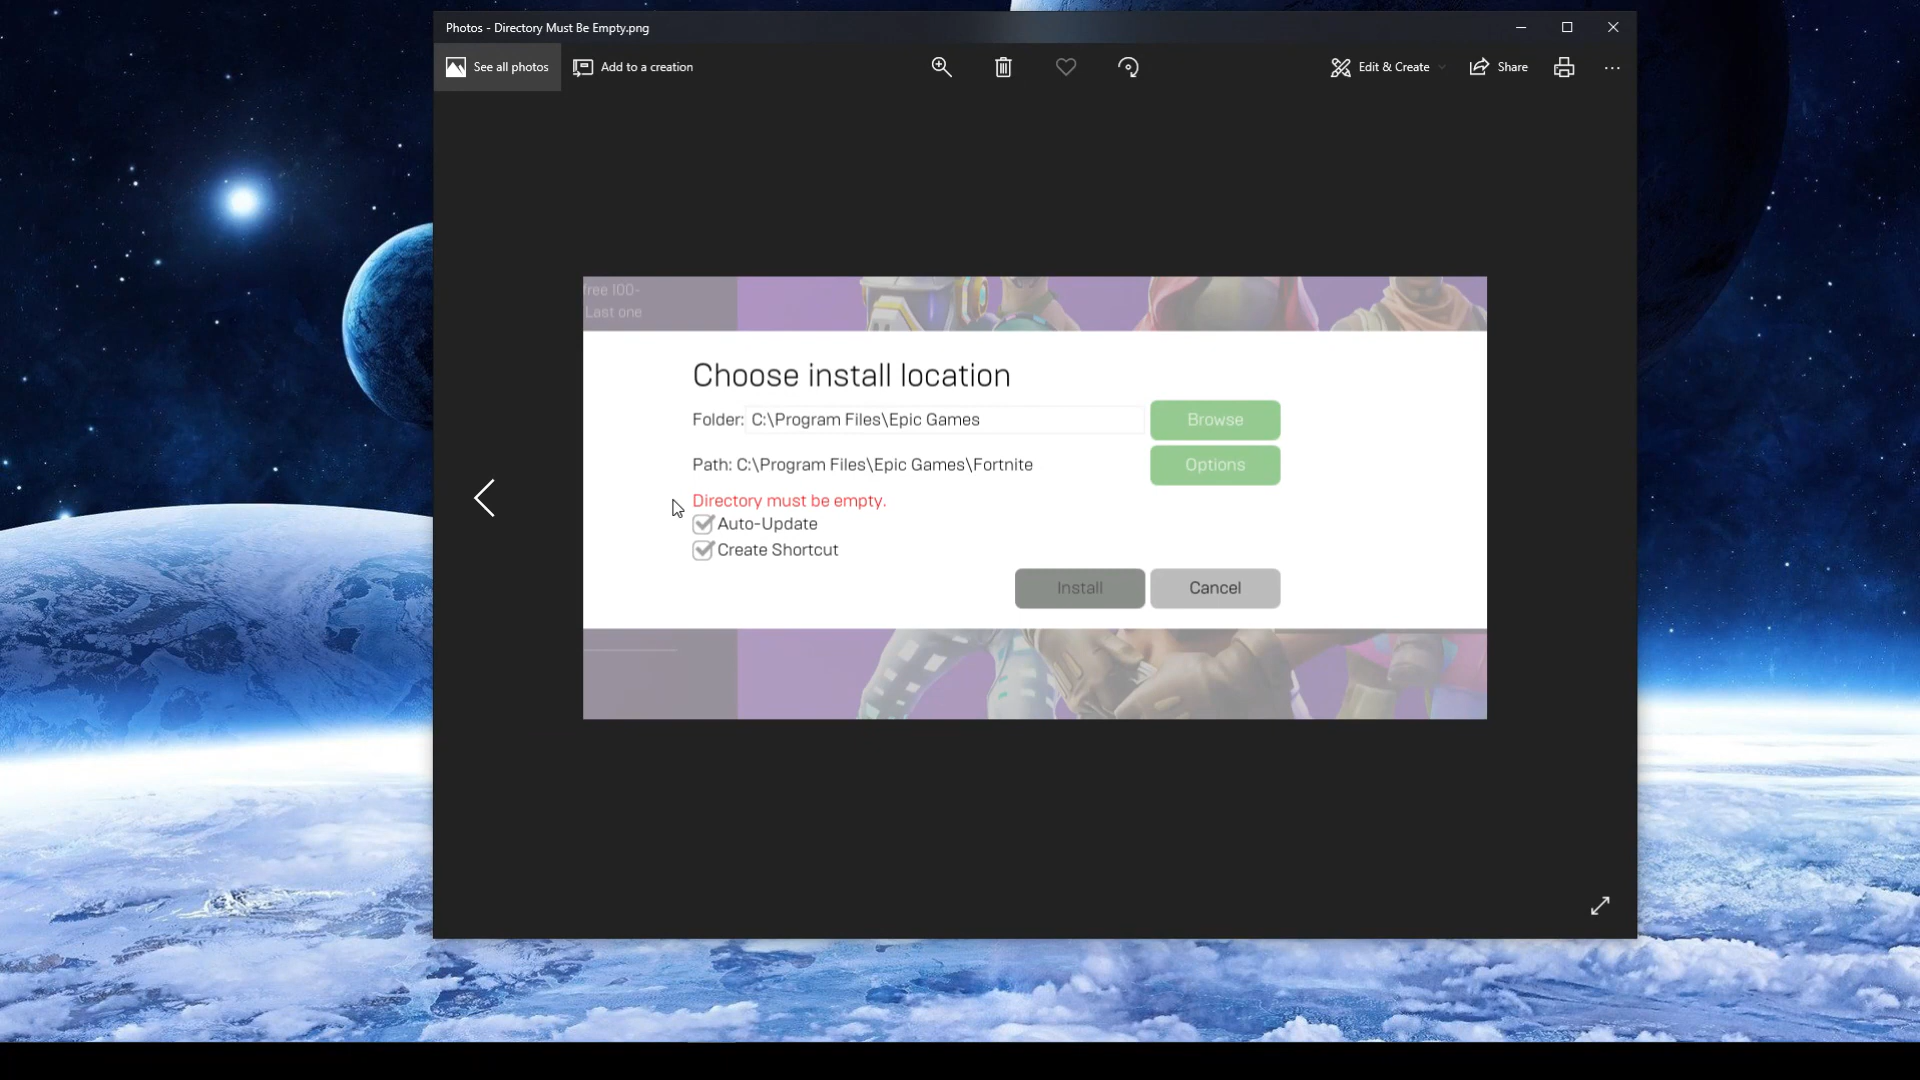 Photos - Directory Must Be Empty.png
See all photos
Add to a creation
Edit & Create
Share
free 100-
Last one
Choose install location
Folder: C:\Program Files\Epic Games
Browse
Path: C:\Program Files\Epic Games\Fortnite
Options
Directory must be empty.
Auto-Update
Create Shortcut
Install
Cancel